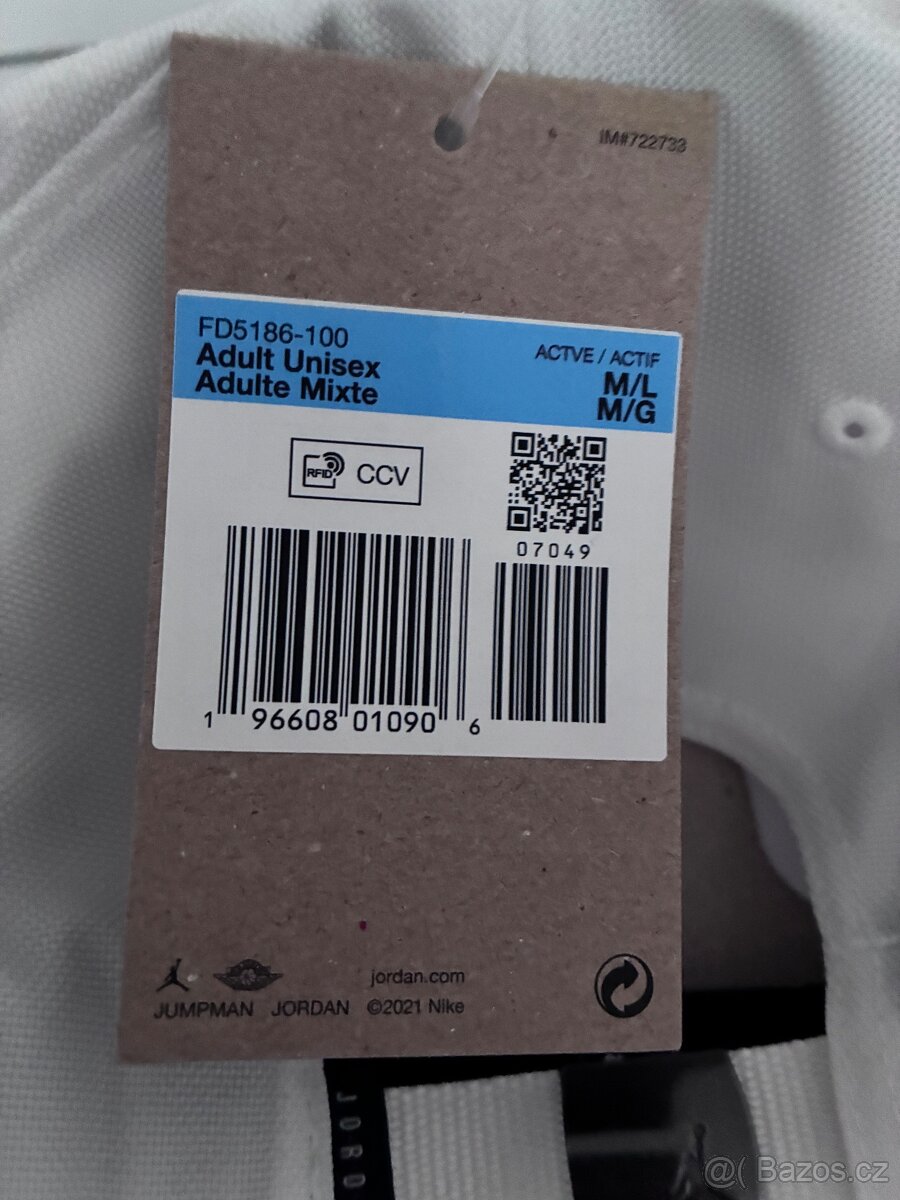 IM#722733
FD5186-100
Adult Unisex
Adulte Mixte
ACTVE / ACTIF
M/L
M/G
RFID CCV
07049
1 96608 01090 6
jordan.com
JUMPMAN JORDAN ©2021 Nike
JORD
@( Bazos.cz